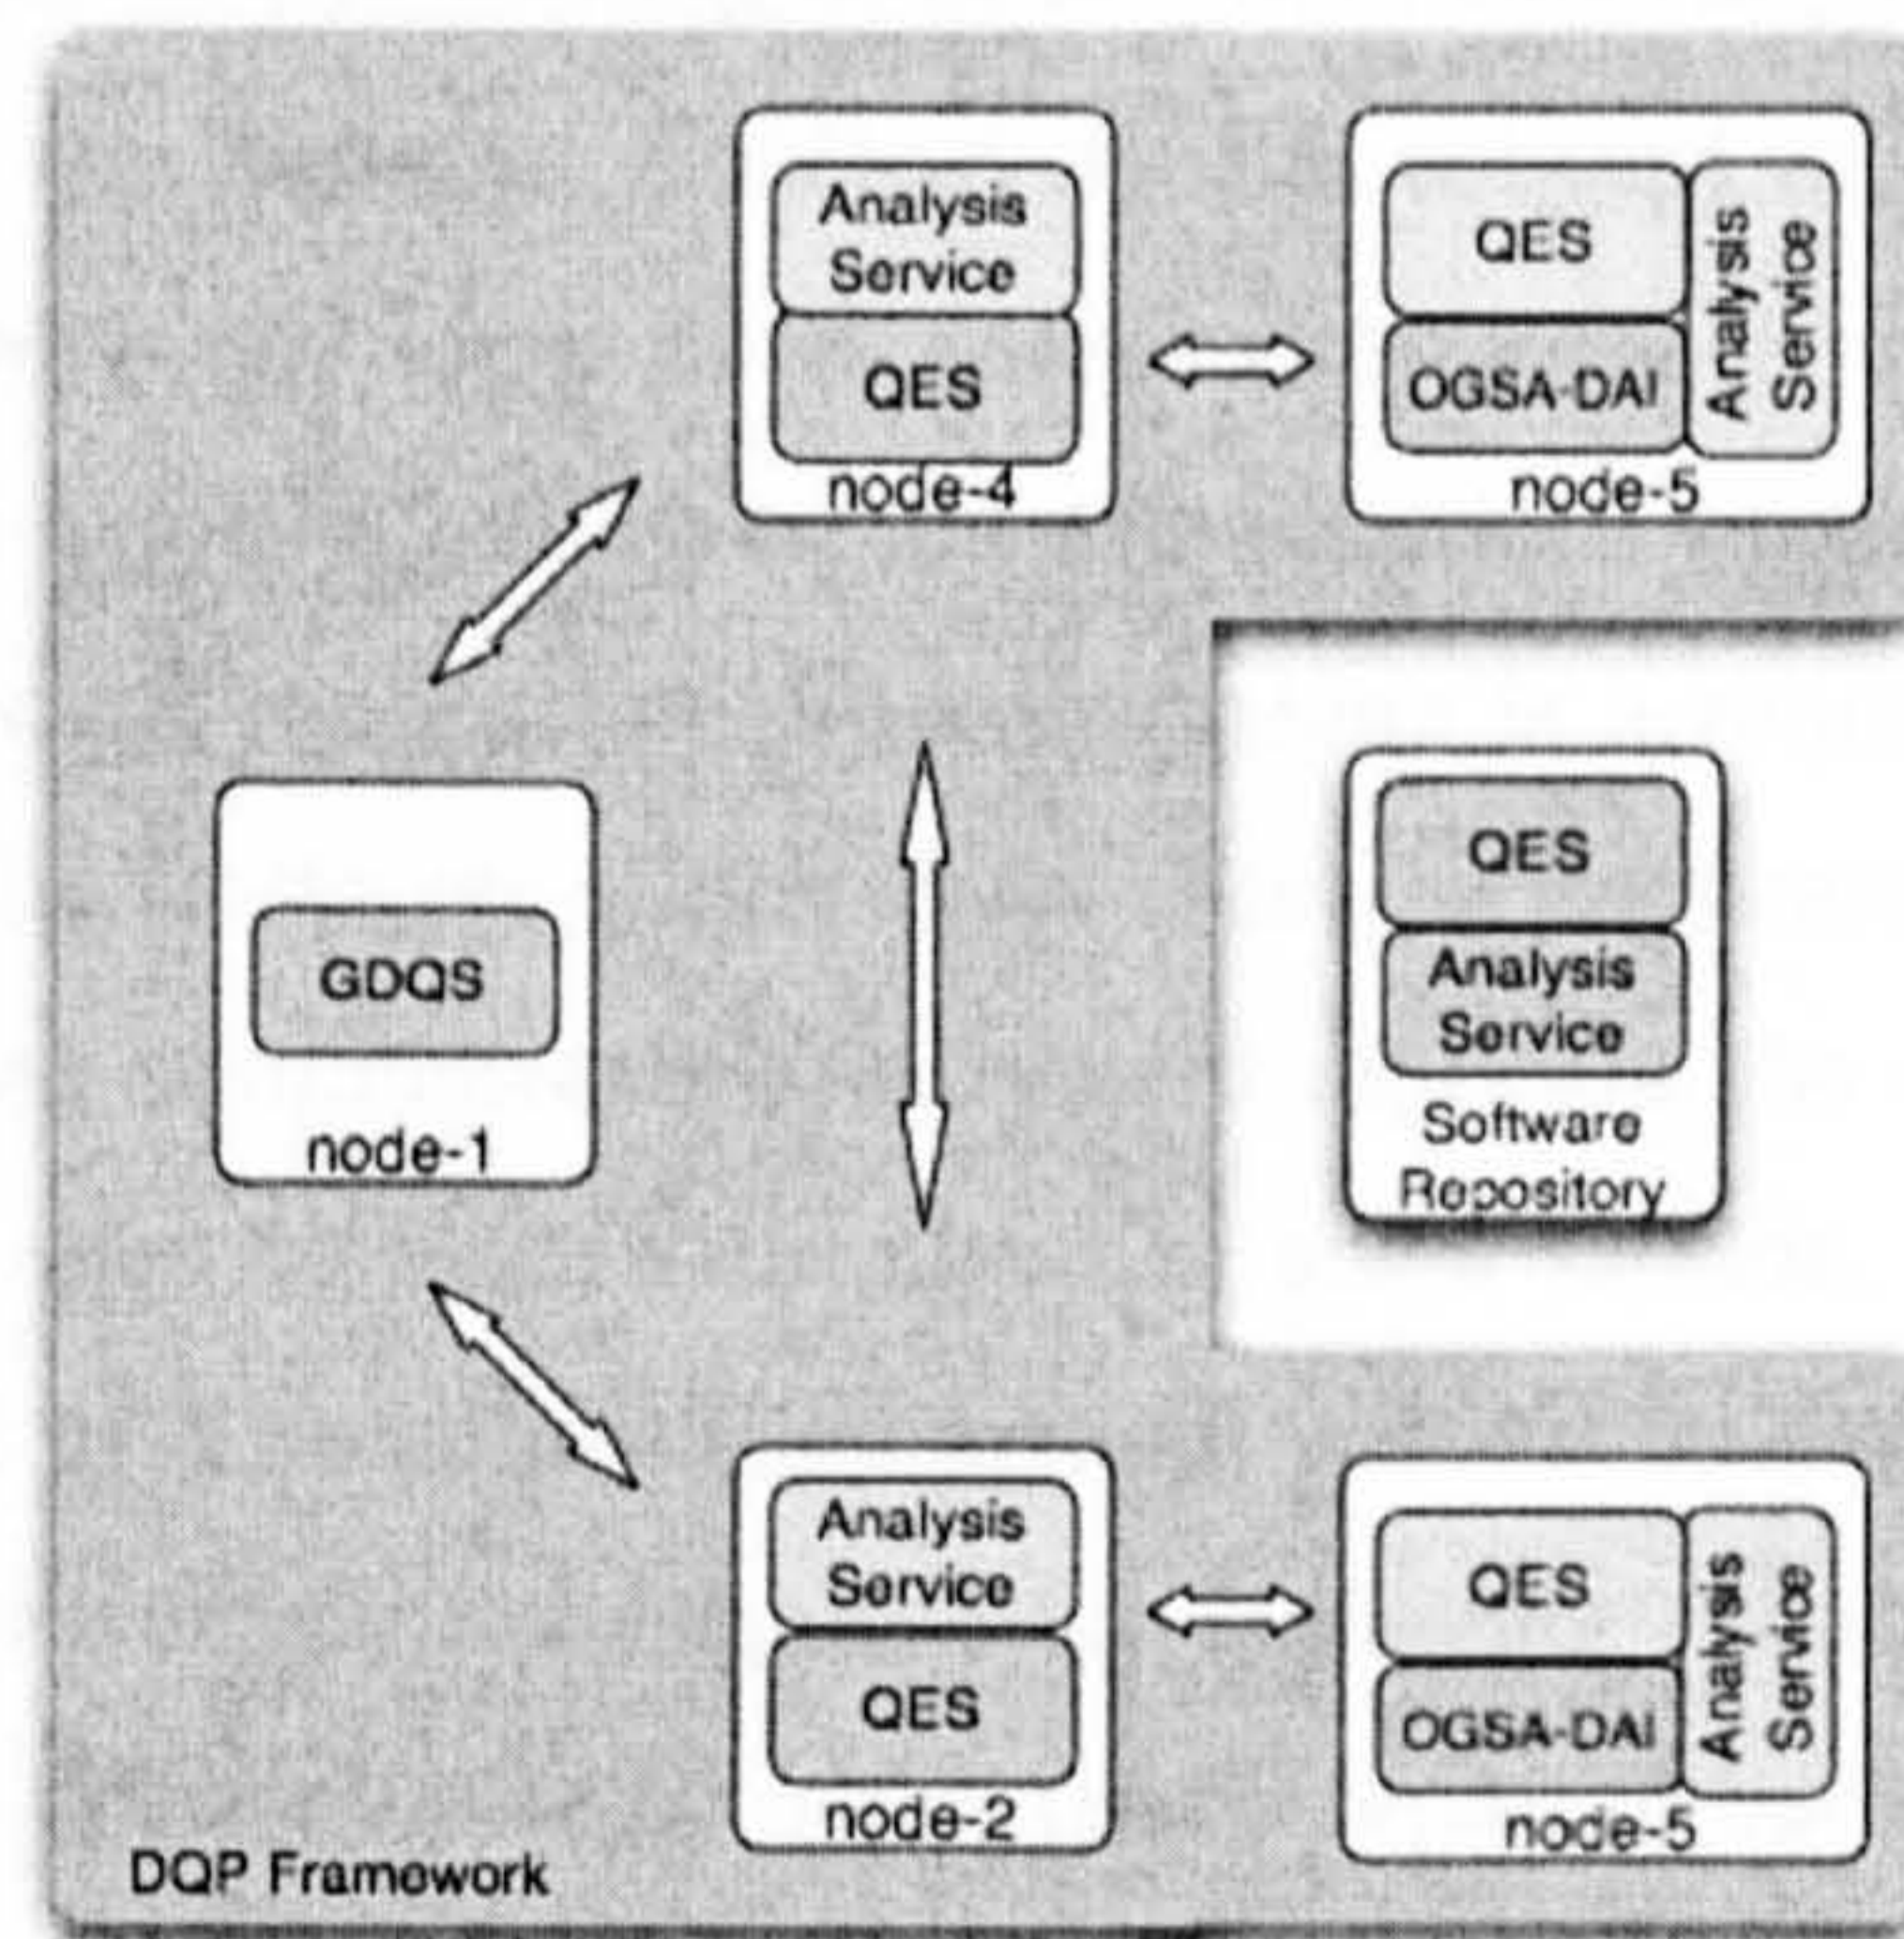 Analysis
Service
QES
node-4
QES
OGSA-DAI
Analysis
Service
node-5
GDQS
node-1
QES
Analysis
Service
Software
Repository
Analysis
Service
QES
node-2
QES
OGSA-DAI
Analysis
Service
node-5
DQP Framework